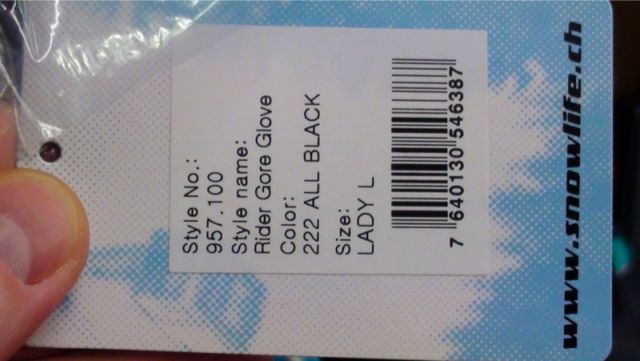 Style No.:
957.100
Style name:
Rider Gore Glove
Color:
222 ALL BLACK
Size:
LADY L
7 640130 546387
www.snowlife.ch